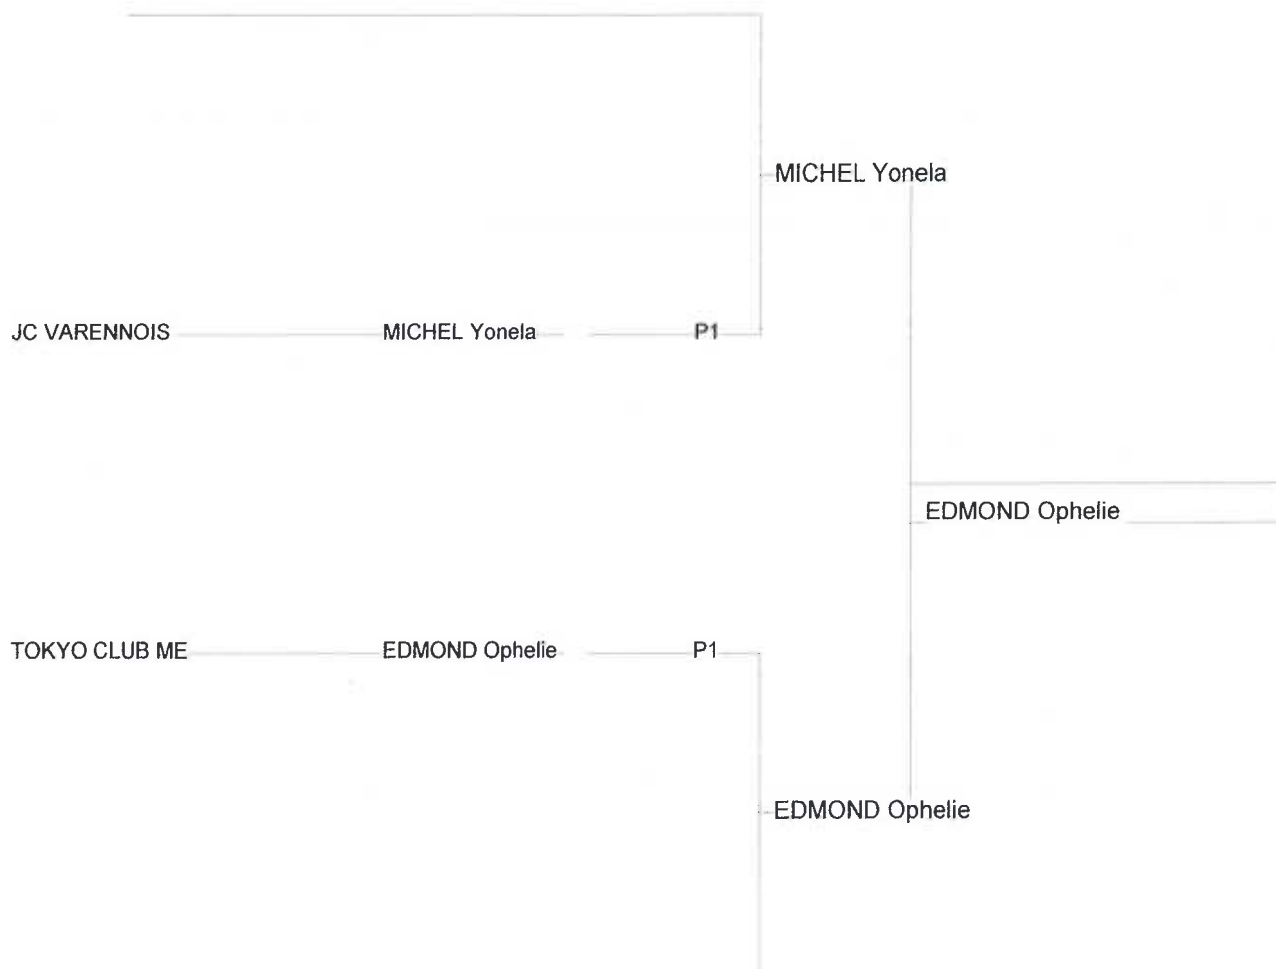 MICHEL Yonela
JC VARENNOIS MICHEL Yonela P1
EDMOND Ophelie
TOKYO CLUB ME EDMOND Ophelie P1
EDMOND Ophelie